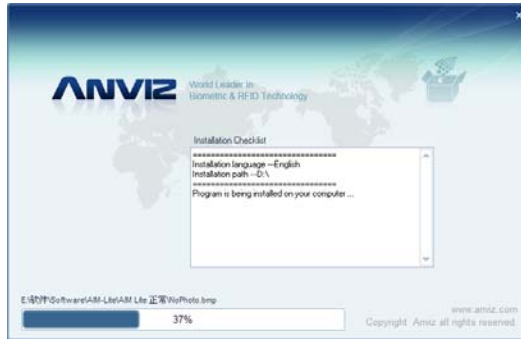 ANVIZ
World Leader in
Biometric & RFID Technology
Installation Checklist
================================
Installation language ---English
Installation path ---D:\
================================
Program is being installed on your computer ...
E:\软件\Software\AIM-Lite\AIM Lite 正常\NoPhoto.bmp
37%
www.anviz.com
Copyright Anviz all rights reserved